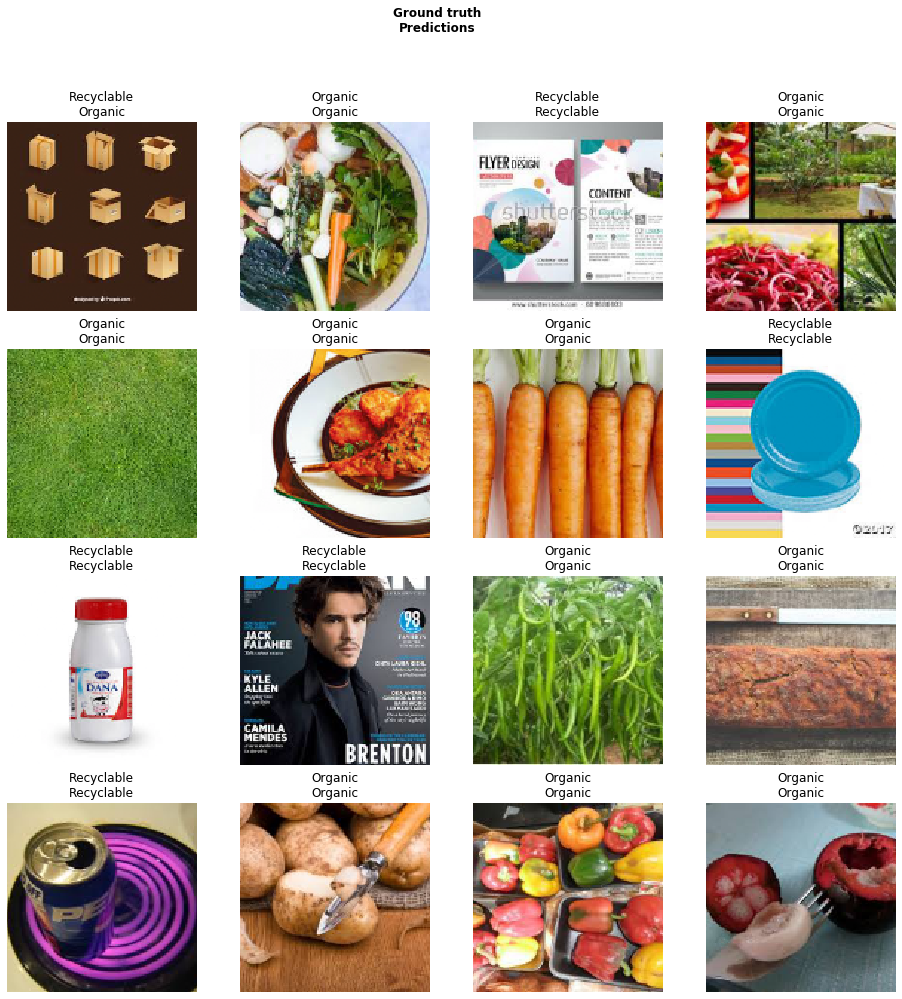 Ground truth
Predictions
Recyclable
Organic
Organic
Organic
Recyclable
Recyclable
Organic
Organic
FLYER DESIGN
CONTENT
shutterstock
Organic
Organic
Organic
Organic
Organic
Organic
Recyclable
Recyclable
©2017
Recyclable
Recyclable
Recyclable
Recyclable
Organic
Organic
Organic
Organic
DANA
98
JACK
FALAHEE
KYLE
ALLEN
CAMILA
MENDES
BRENTON
Recyclable
Recyclable
Organic
Organic
Organic
Organic
Organic
Organic